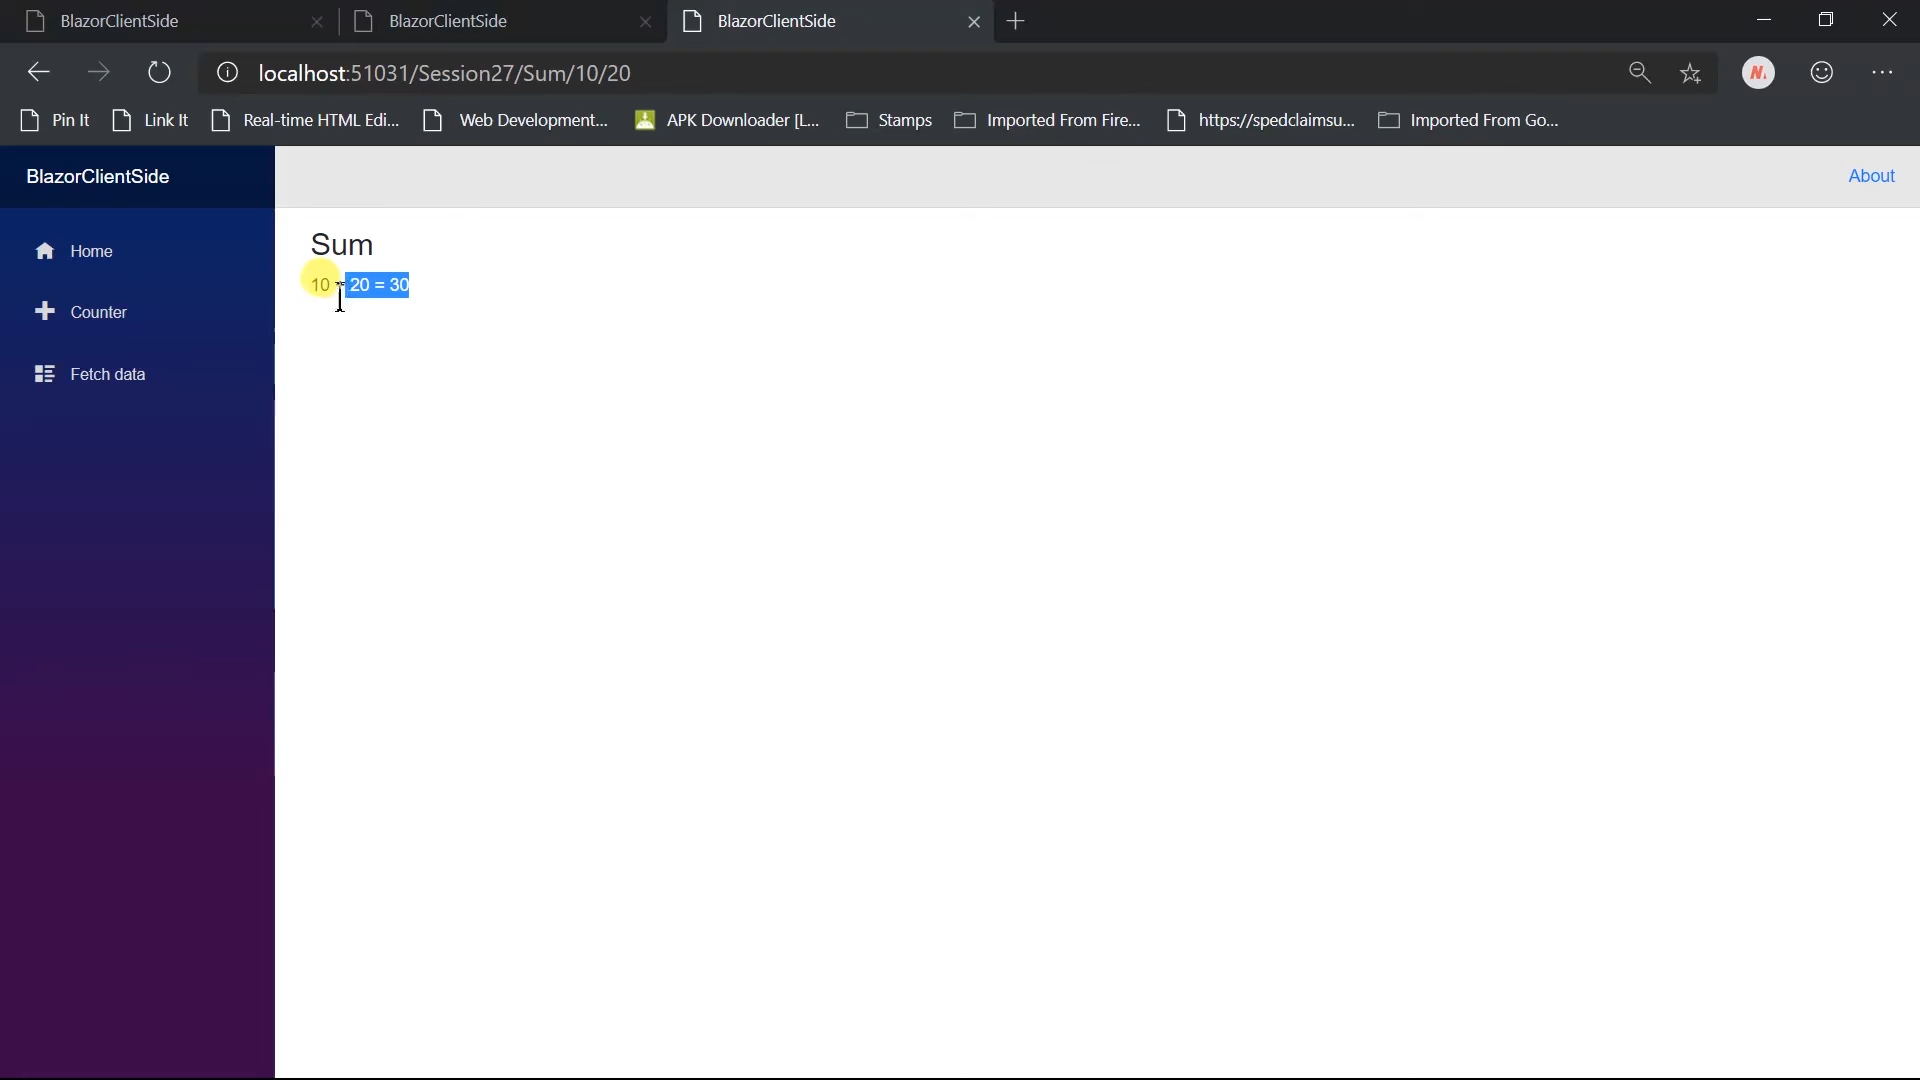 BlazorClientSide
BlazorClientSide
BlazorClientSide
localhost:51031/Session27/Sum/10/20
N.
Pin It
Link It
Real-time HTML Edi...
Web Development...
APK Downloader [L...
Stamps
Imported From Fire...
https://spedclaimsu...
Imported From Go...
BlazorClientSide
About
Home
Counter
Fetch data
Sum
10 20 = 30